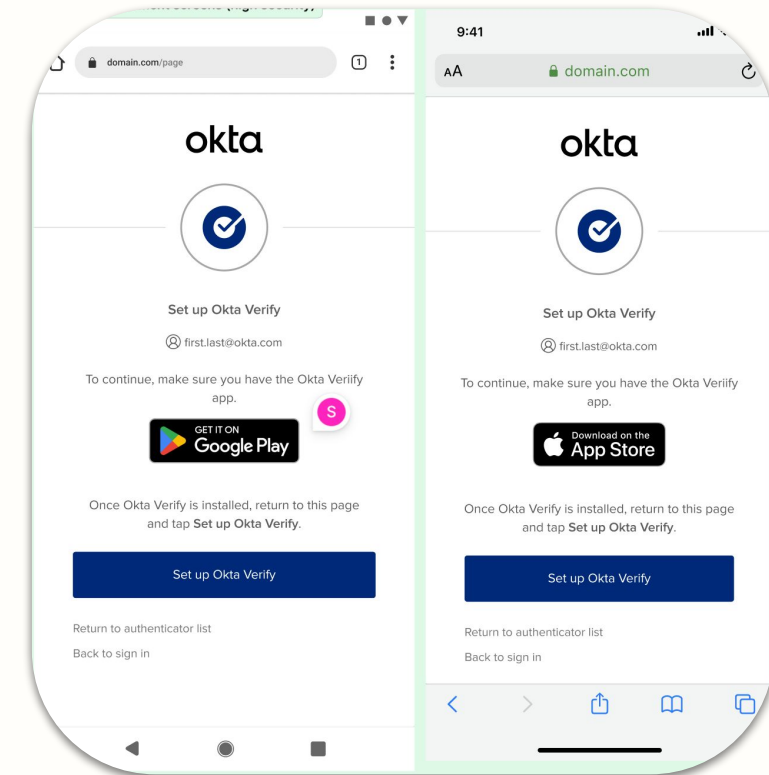 screens (high security)
domain.com/page
1
okta
Set up Okta Verify
first.last@okta.com
To continue, make sure you have the Okta Veriify
app.
GET IT ON
Google Play
S
Once Okta Verify is installed, return to this page
and tap Set up Okta Verify.
Set up Okta Verify
Return to authenticator list
Back to sign in
9:41
AA
domain.com
okta
Set up Okta Verify
first.last@okta.com
To continue, make sure you have the Okta Veriify
app.
Download on the
App Store
Once Okta Verify is installed, return to this page
and tap Set up Okta Verify.
Set up Okta Verify
Return to authenticator list
Back to sign in